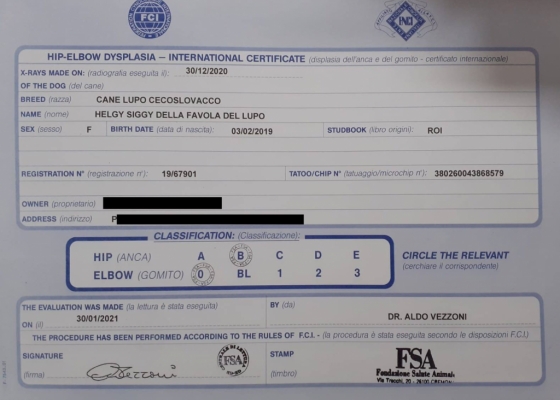 FCI
HIP-ELBOW DYSPLASIA – INTERNATIONAL CERTIFICATE (displasia dell'anca e del gomito - certificato internazionale)
X-RAYS MADE ON: (radiografia eseguita il): 30/12/2020
OF THE DOG (del cane)
BREED (razza) CANE LUPO CECOSLOVACCO
NAME (nome) HELGY SIGGY DELLA FAVOLA DEL LUPO
SEX (sesso) F BIRTH DATE (data di nascita): 03/02/2019 STUDBOOK (libro origini): ROI
REGISTRATION N° (registrazione n°): 19/67901 TATOO/CHIP N° (tatuaggio/microchip n°): 380260043868579
OWNER (proprietario)
ADDRESS (indirizzo) P
CLASSIFICATION: (Classificazione):
HIP (ANCA) A B C D E
ELBOW (GOMITO) 0 BL 1 2 3
CIRCLE THE RELEVANT
(cerchiare il corrispondente)
THE EVALUATION WAS MADE (la lettura è stata eseguita)
ON (il) 30/01/2021
BY (da)
DR. ALDO VEZZONI
THE PROCEDURE HAS BEEN PERFORMED ACCORDING TO THE RULES OF F.C.I. - (la procedura è stata eseguita secondo le disposizioni F.C.I.)
SIGNATURE
(firma)
FSA
STAMP
(timbro)
FSA
Fondazione Salute Animale
Via Trecchi, 20 - 26100 CREMONA